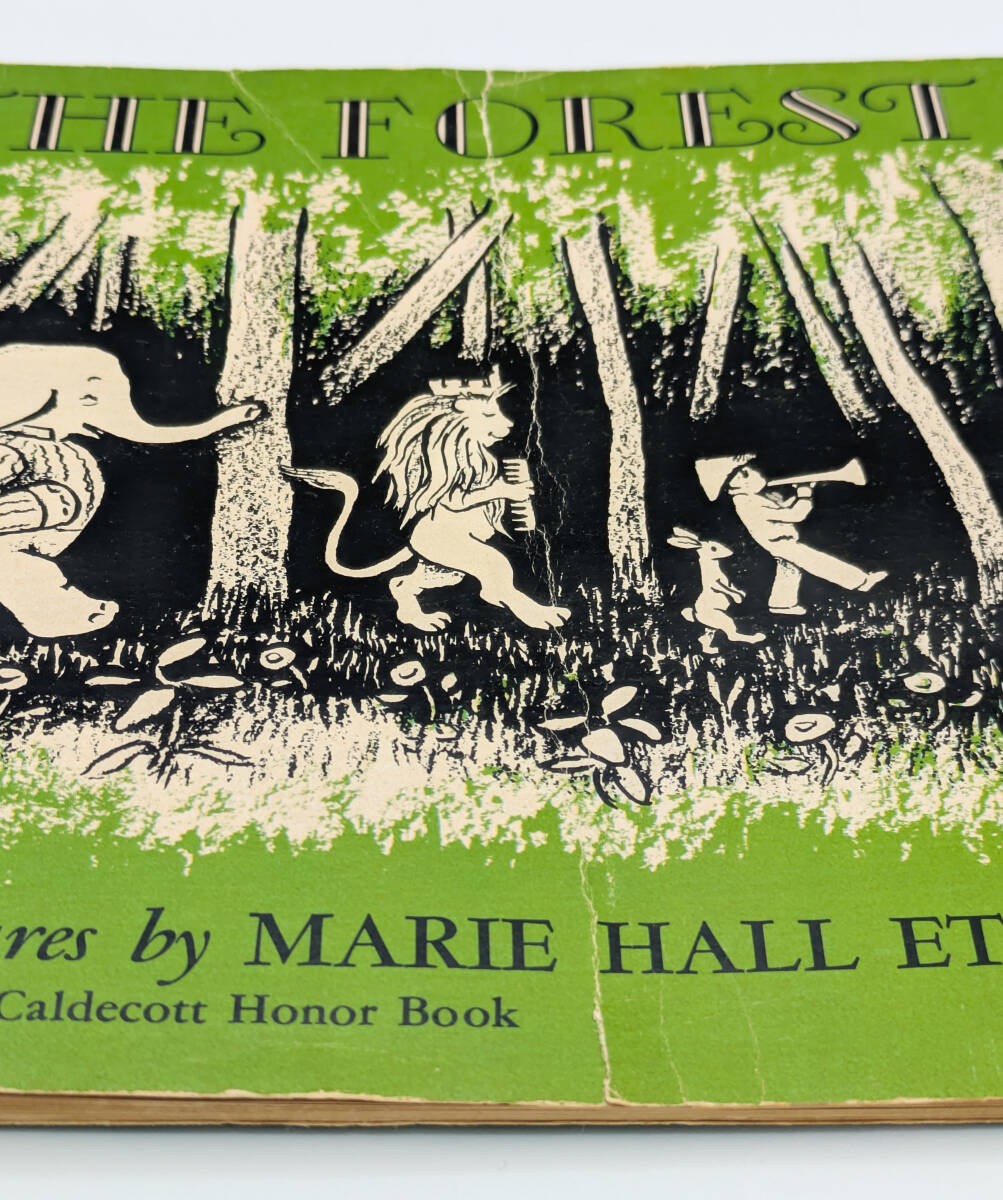 THE FOREST
ures by MARIE HALL ET
Caldecott Honor Book